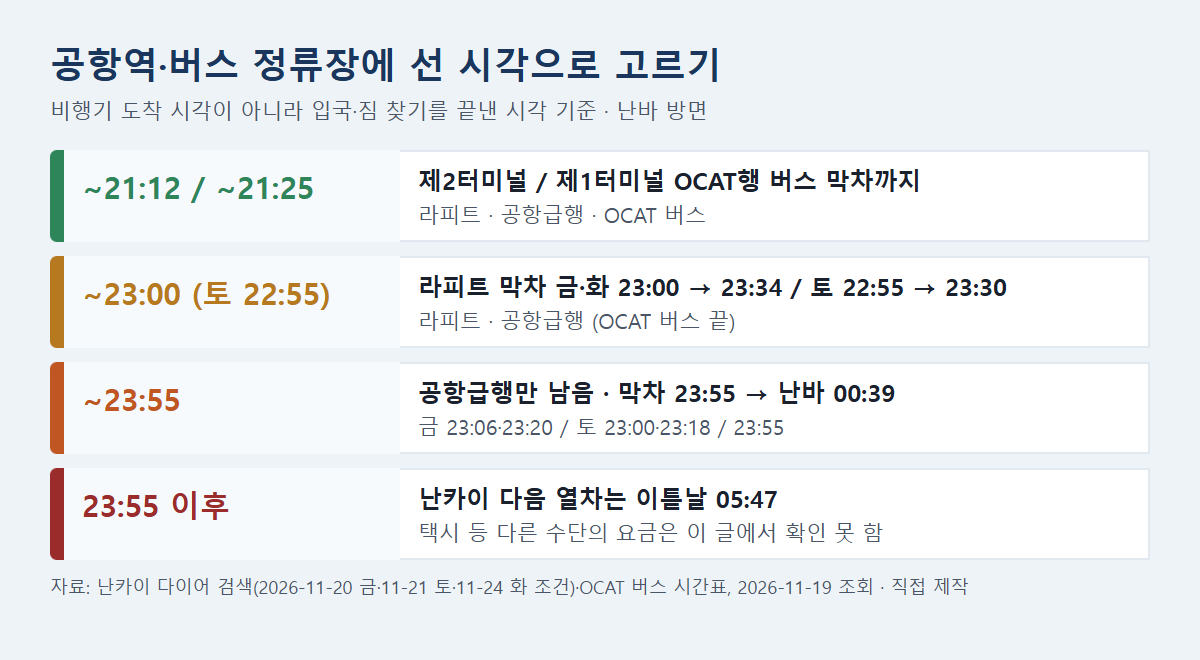 공항역·버스 정류장에 선 시각으로 고르기
비행기 도착 시각이 아니라 입국·짐 찾기를 끝낸 시각 기준 · 난바 방면
~21:12 / ~21:25
제2터미널 / 제1터미널 OCAT행 버스 막차까지
라피트 · 공항급행 · OCAT 버스
~23:00 (토 22:55)
라피트 막차 금·화 23:00 → 23:34 / 토 22:55 → 23:30
라피트 · 공항급행 (OCAT 버스 끝)
~23:55
공항급행만 남음 · 막차 23:55 → 난바 00:39
금 23:06·23:20 / 토 23:00·23:18 / 23:55
23:55 이후
난카이 다음 열차는 이튿날 05:47
택시 등 다른 수단의 요금은 이 글에서 확인 못 함
자료: 난카이 다이어 검색(2026-11-20 금·11-21 토·11-24 화 조건)·OCAT 버스 시간표, 2026-11-19 조회 · 직접 제작